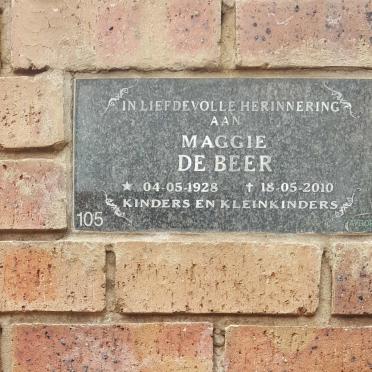 IN LIEFDEVOLLE HERINNERING
AAN
MAGGIE
DE BEER
★ 04-05-1928 † 18-05-2010
KINDERS EN KLEINKINDERS
105